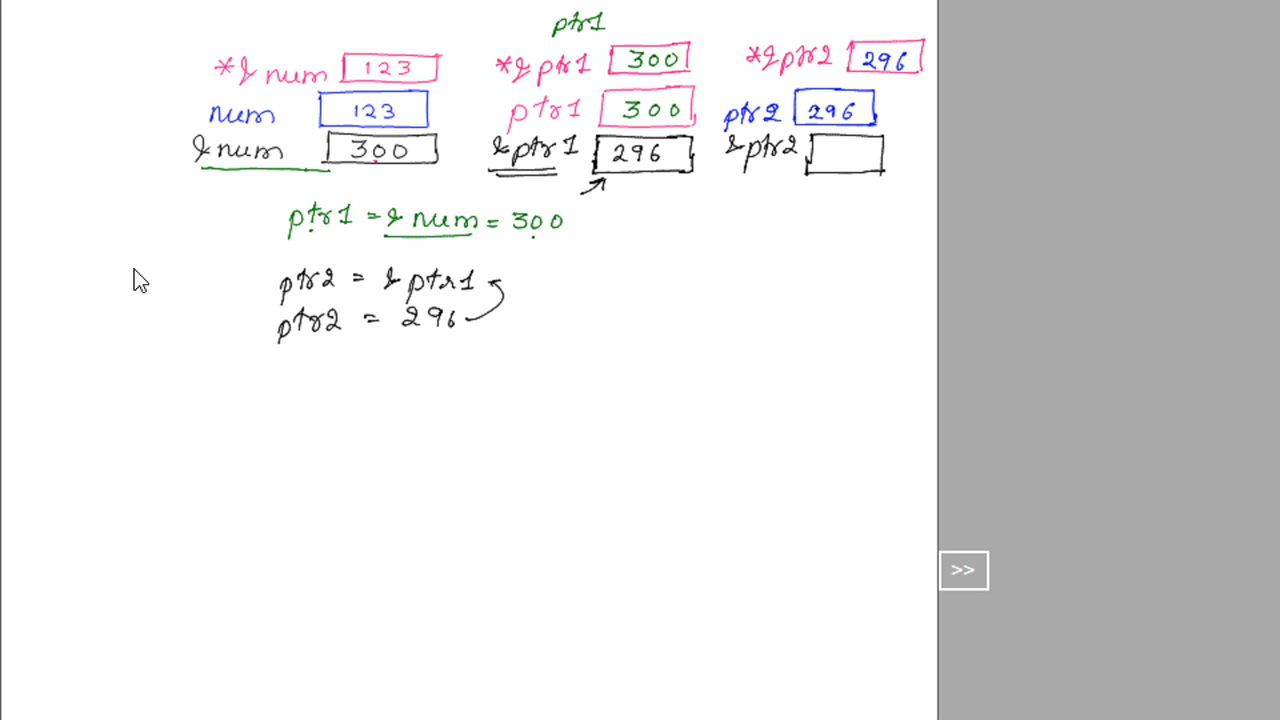 ptr1
*&num 123 *&ptr1 300 *&ptr2 296
num 123 ptr1 300 ptr2 296
&num 300 &ptr1 296 &ptr2
ptr1 = &num = 300
ptr2 = &ptr1
ptr2 = 296
>>